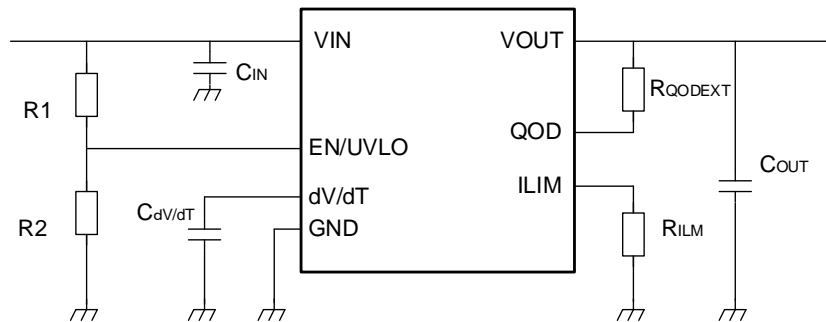 VIN
VOUT
CIN
RQODEXT
R1
QOD
EN/UVLO
ILIM
COUT
dV/dT
CdV/dT
R2
GND
RILM